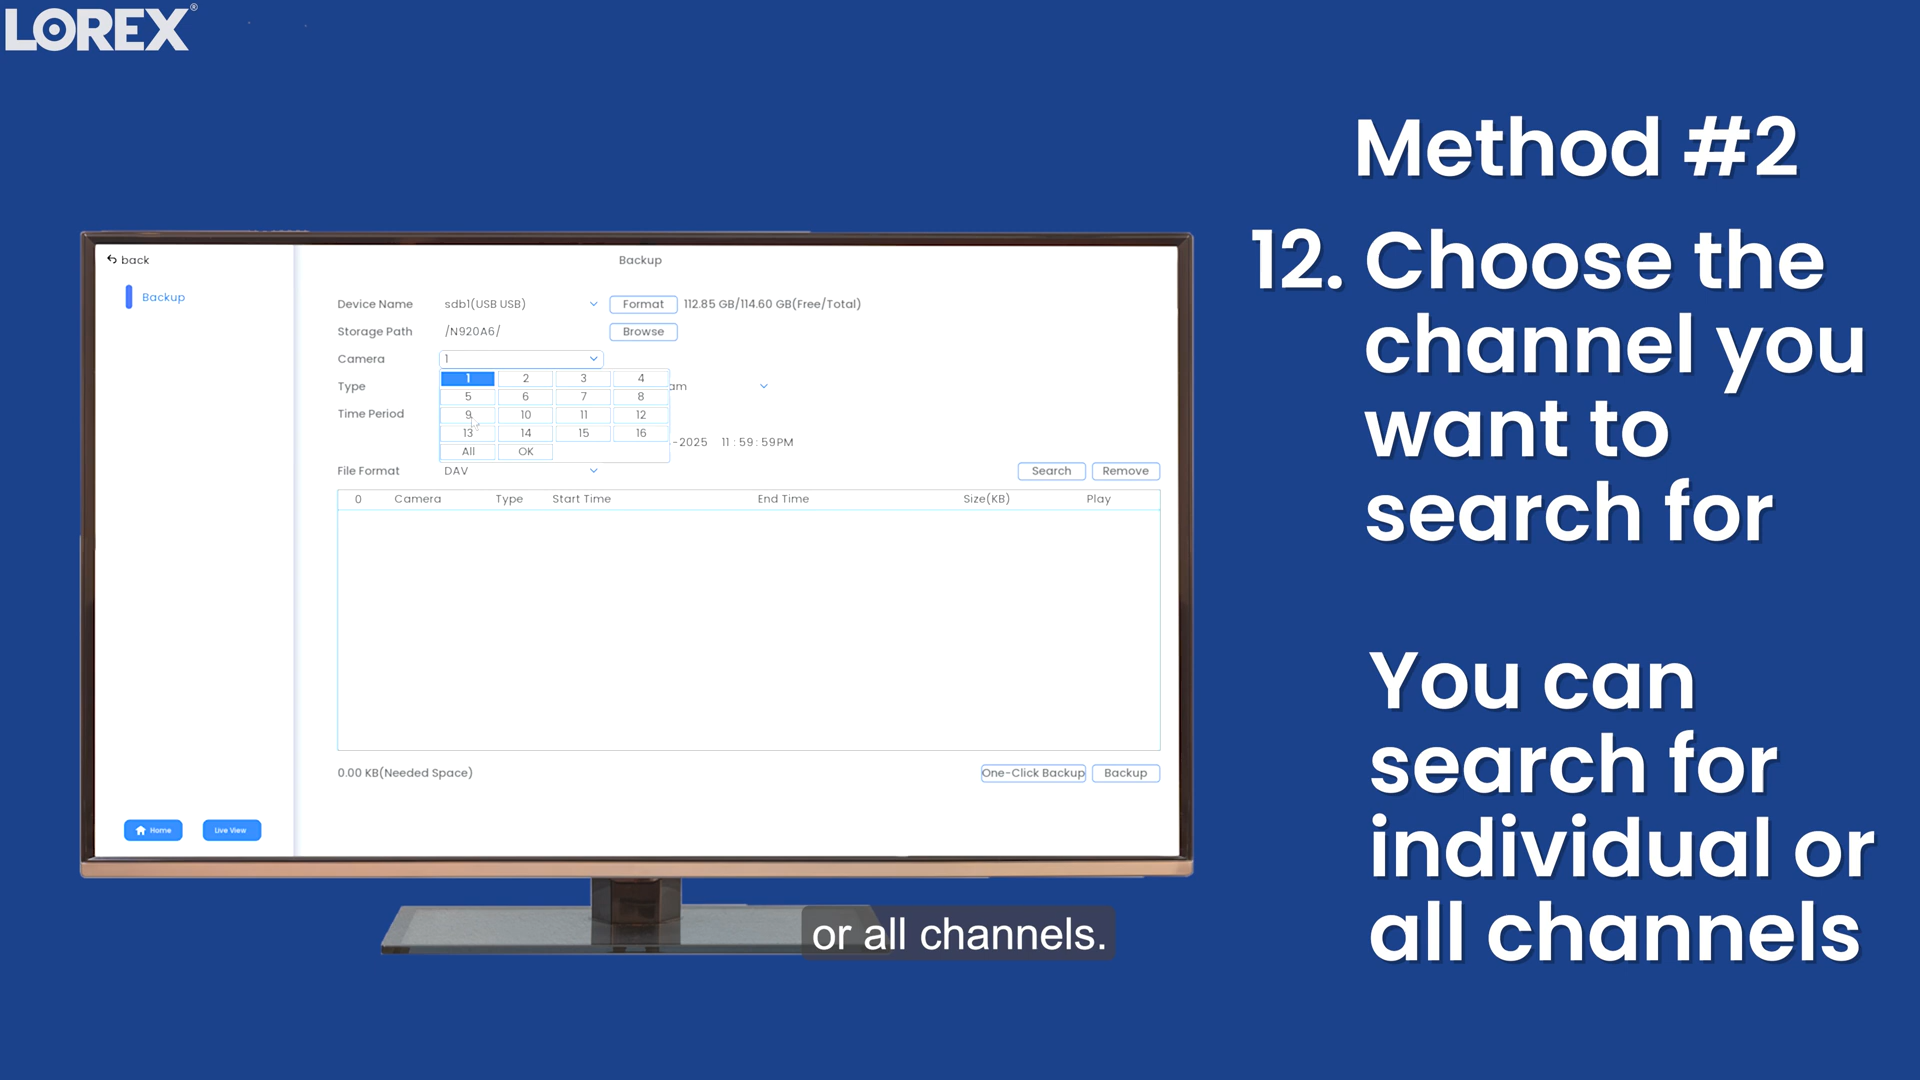 LOREX®
Method #2
12. Choose the
channel you
want to
search for
You can
search for
individual or
all channels
back
Backup
Backup
Device Name sdb1(USB USB) Format 112.85 GB/114.60 GB(Free/Total)
Storage Path /N920A6/ Browse
Camera 1
1 2 3 4
Type am
5 6 7 8
Time Period
9 10 11 12
13 14 15 16
-2025 11:59:59PM
All OK
File Format DAV Search Remove
0 Camera Type Start Time End Time Size(KB) Play
0.00 KB(Needed Space) One-Click Backup Backup
Home Live View
or all channels.